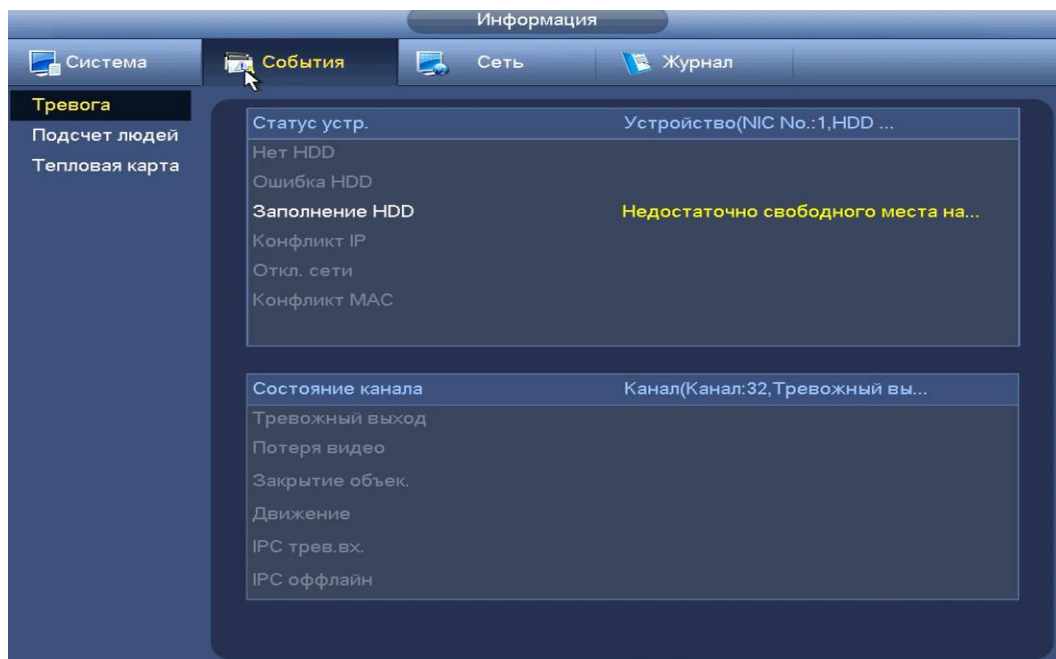 Информация
Система События Сеть Журнал
Тревога
Подсчет людей
Тепловая карта
Статус устр. Устройство(NIC No.:1,HDD ...
Нет HDD
Ошибка HDD
Заполнение HDD Недостаточно свободного места на...
Конфликт IP
Откл. сети
Конфликт MAC
Состояние канала Канал(Канал:32,Тревожный вы...
Тревожный выход
Потеря видео
Закрытие объек.
Движение
IPC трев.вх.
IPC оффлайн